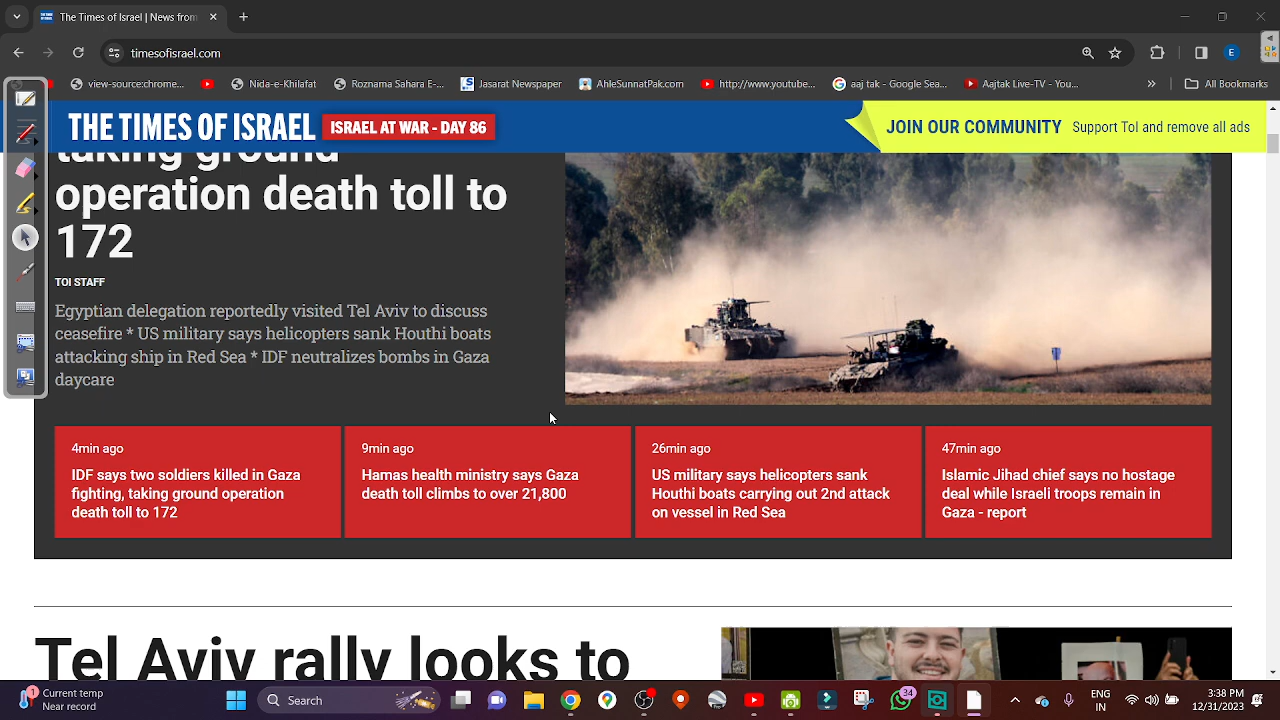 The Times of Israel | News from I
timesofisrael.com
view-source:chrome...
Nida-e-Khilafat
Roznama Sahara E-...
Jasarat Newspaper
AhleSunnatPak.com
http://www.youtube...
aaj tak - Google Sea...
Aajtak Live-TV - You...
All Bookmarks
THE TIMES OF ISRAEL
ISRAEL AT WAR - DAY 86
JOIN OUR COMMUNITY Support ToI and remove all ads
taking ground
operation death toll to
172
TOI STAFF
Egyptian delegation reportedly visited Tel Aviv to discuss
ceasefire * US military says helicopters sank Houthi boats
attacking ship in Red Sea * IDF neutralizes bombs in Gaza
daycare
4min ago
IDF says two soldiers killed in Gaza
fighting, taking ground operation
death toll to 172
9min ago
Hamas health ministry says Gaza
death toll climbs to over 21,800
26min ago
US military says helicopters sank
Houthi boats carrying out 2nd attack
on vessel in Red Sea
47min ago
Islamic Jihad chief says no hostage
deal while Israeli troops remain in
Gaza - report
Tel Aviv rally looks to
1
Current temp
Near record
Search
34
ENG
IN
3:38 PM
12/31/2023